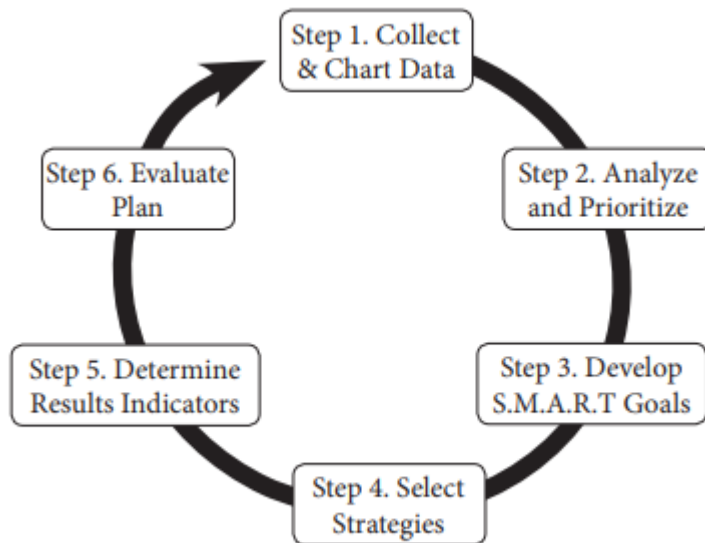 Step 1. Collect
& Chart Data
Step 2. Analyze
and Prioritize
Step 3. Develop
S.M.A.R.T Goals
Step 4. Select
Strategies
Step 5. Determine
Results Indicators
Step 6. Evaluate
Plan